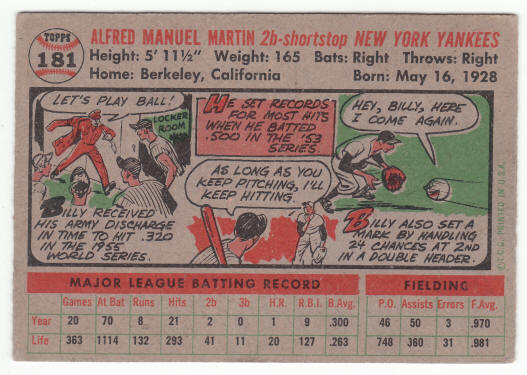 TOPPS
181
ALFRED MANUEL MARTIN 2b-shortstop NEW YORK YANKEES
Height: 5' 11½" Weight: 165 Bats: Right Throws: Right
Home: Berkeley, California Born: May 16, 1928
LET'S PLAY BALL!
LOCKER
ROOM
BILLY RECEIVED
HIS ARMY DISCHARGE
IN TIME TO HIT .320
IN THE 1955
WORLD SERIES.
HE SET RECORDS
FOR MOST HITS
WHEN HE BATTED
.500 IN THE '53
SERIES.
AS LONG AS YOU
KEEP PITCHING, I'LL
KEEP HITTING.
HEY, BILLY, HERE
I COME AGAIN.
BILLY ALSO SET A
MARK BY HANDLING
24 CHANCES AT 2ND
IN A DOUBLE HEADER.
©T.C.G. PRINTED IN U.S.A.
MAJOR LEAGUE BATTING RECORD FIELDING
Games At Bat Runs Hits 2b 3b H.R. R.B.I. B.Avg. P.O. Assists Errors F.Avg.
Year 20 70 8 21 2 0 1 9 .300 46 50 3 .970
Life 363 1114 132 293 41 11 20 127 .263 748 360 31 .981